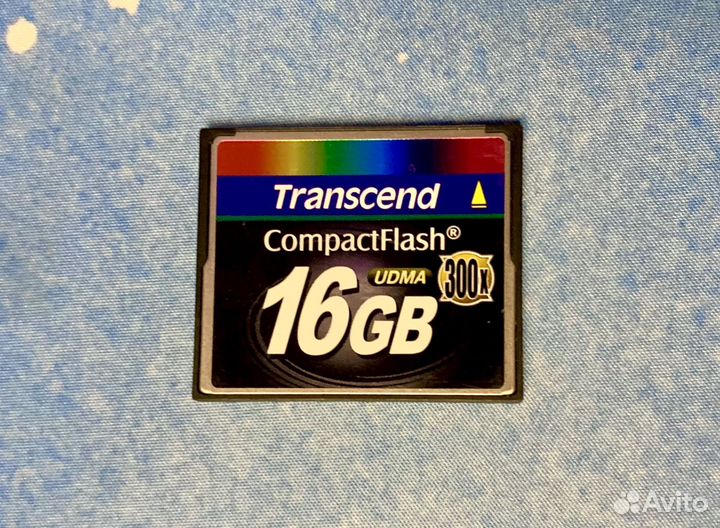 Transcend
CompactFlash®
UDMA 300x
16GB
Avito